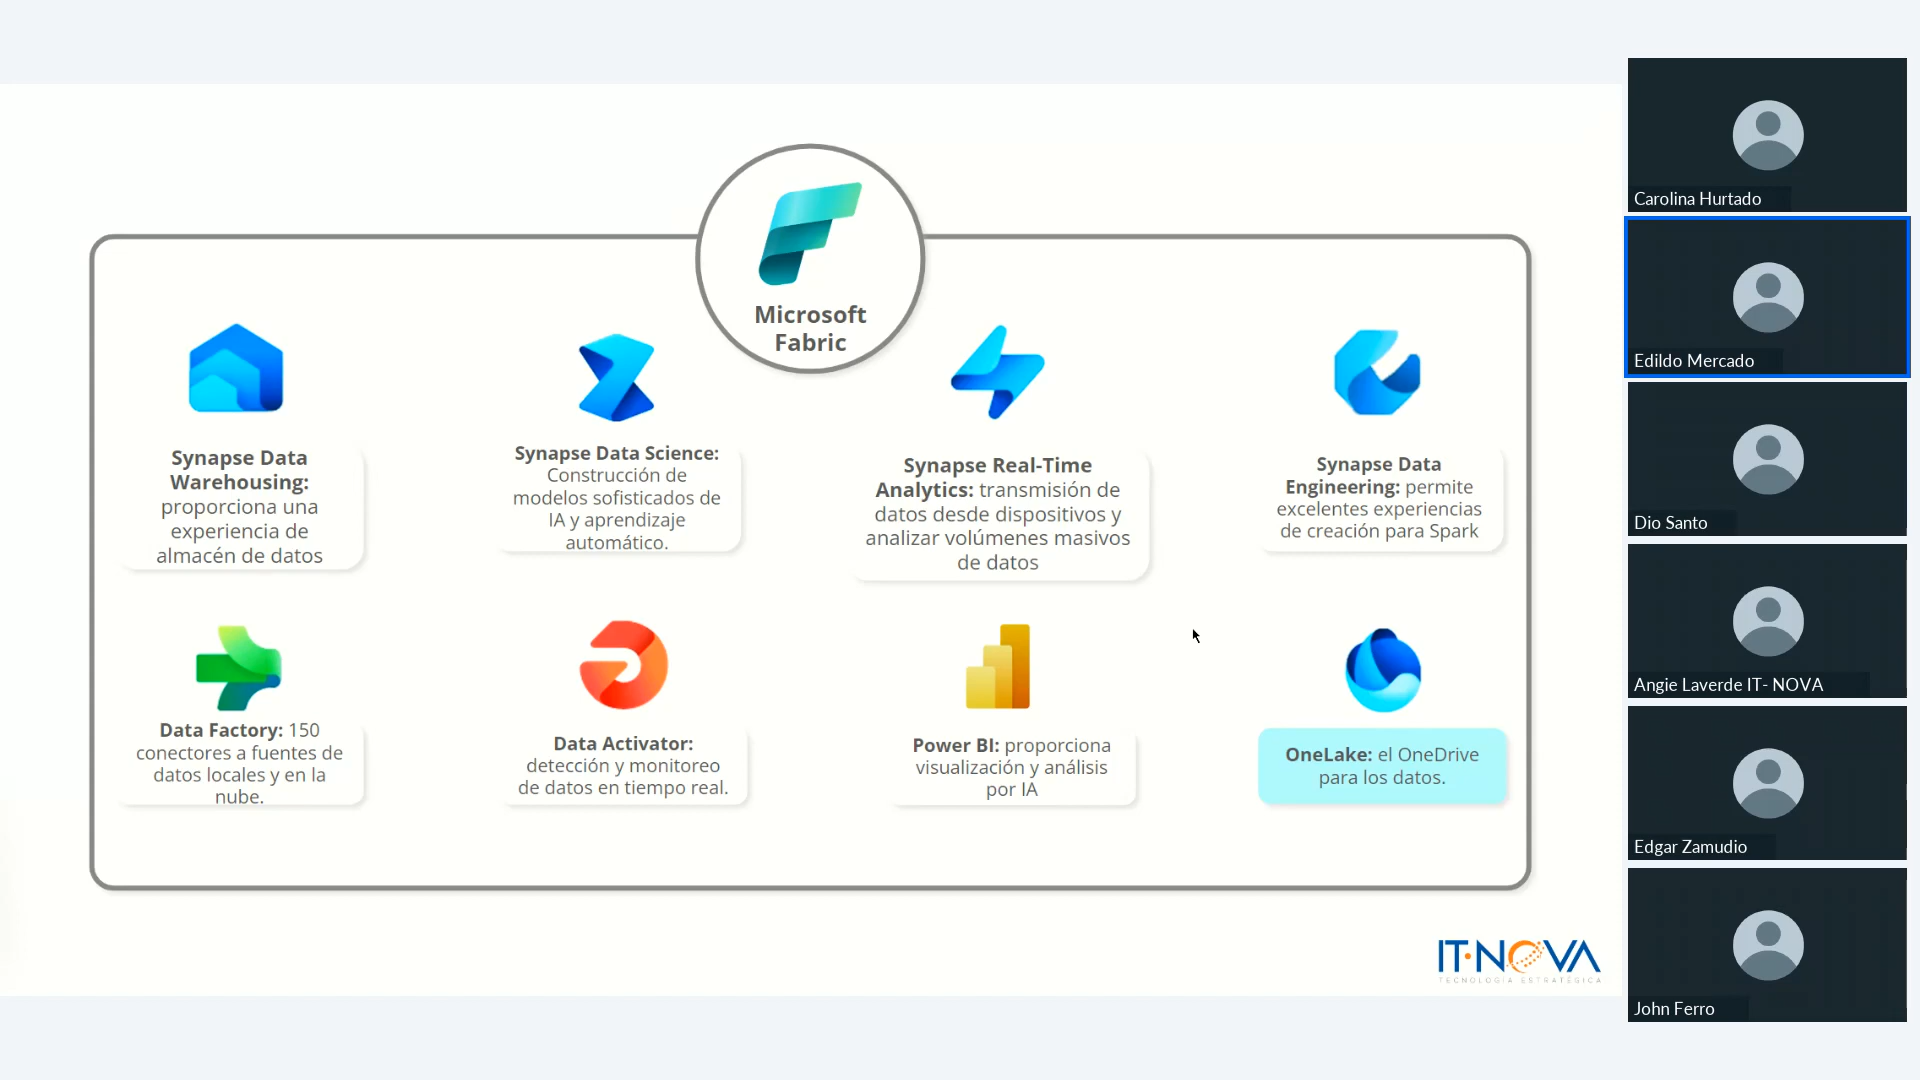 Microsoft
Fabric
Synapse Data
Warehousing:
proporciona una
experiencia de
almacén de datos
Synapse Data Science:
Construcción de
modelos sofisticados de
IA y aprendizaje
automático.
Synapse Real-Time
Analytics: transmisión de
datos desde dispositivos y
analizar volúmenes masivos
de datos
Synapse Data
Engineering: permite
excelentes experiencias
de creación para Spark
Data Factory: 150
conectores a fuentes de
datos locales y en la
nube.
Data Activator:
detección y monitoreo
de datos en tiempo real.
Power BI: proporciona
visualización y análisis
por IA
OneLake: el OneDrive
para los datos.
IT·NOVA
TECNOLOGÍA ESTRATÉGICA
Carolina Hurtado
Edildo Mercado
Dio Santo
Angie Laverde IT- NOVA
Edgar Zamudio
John Ferro